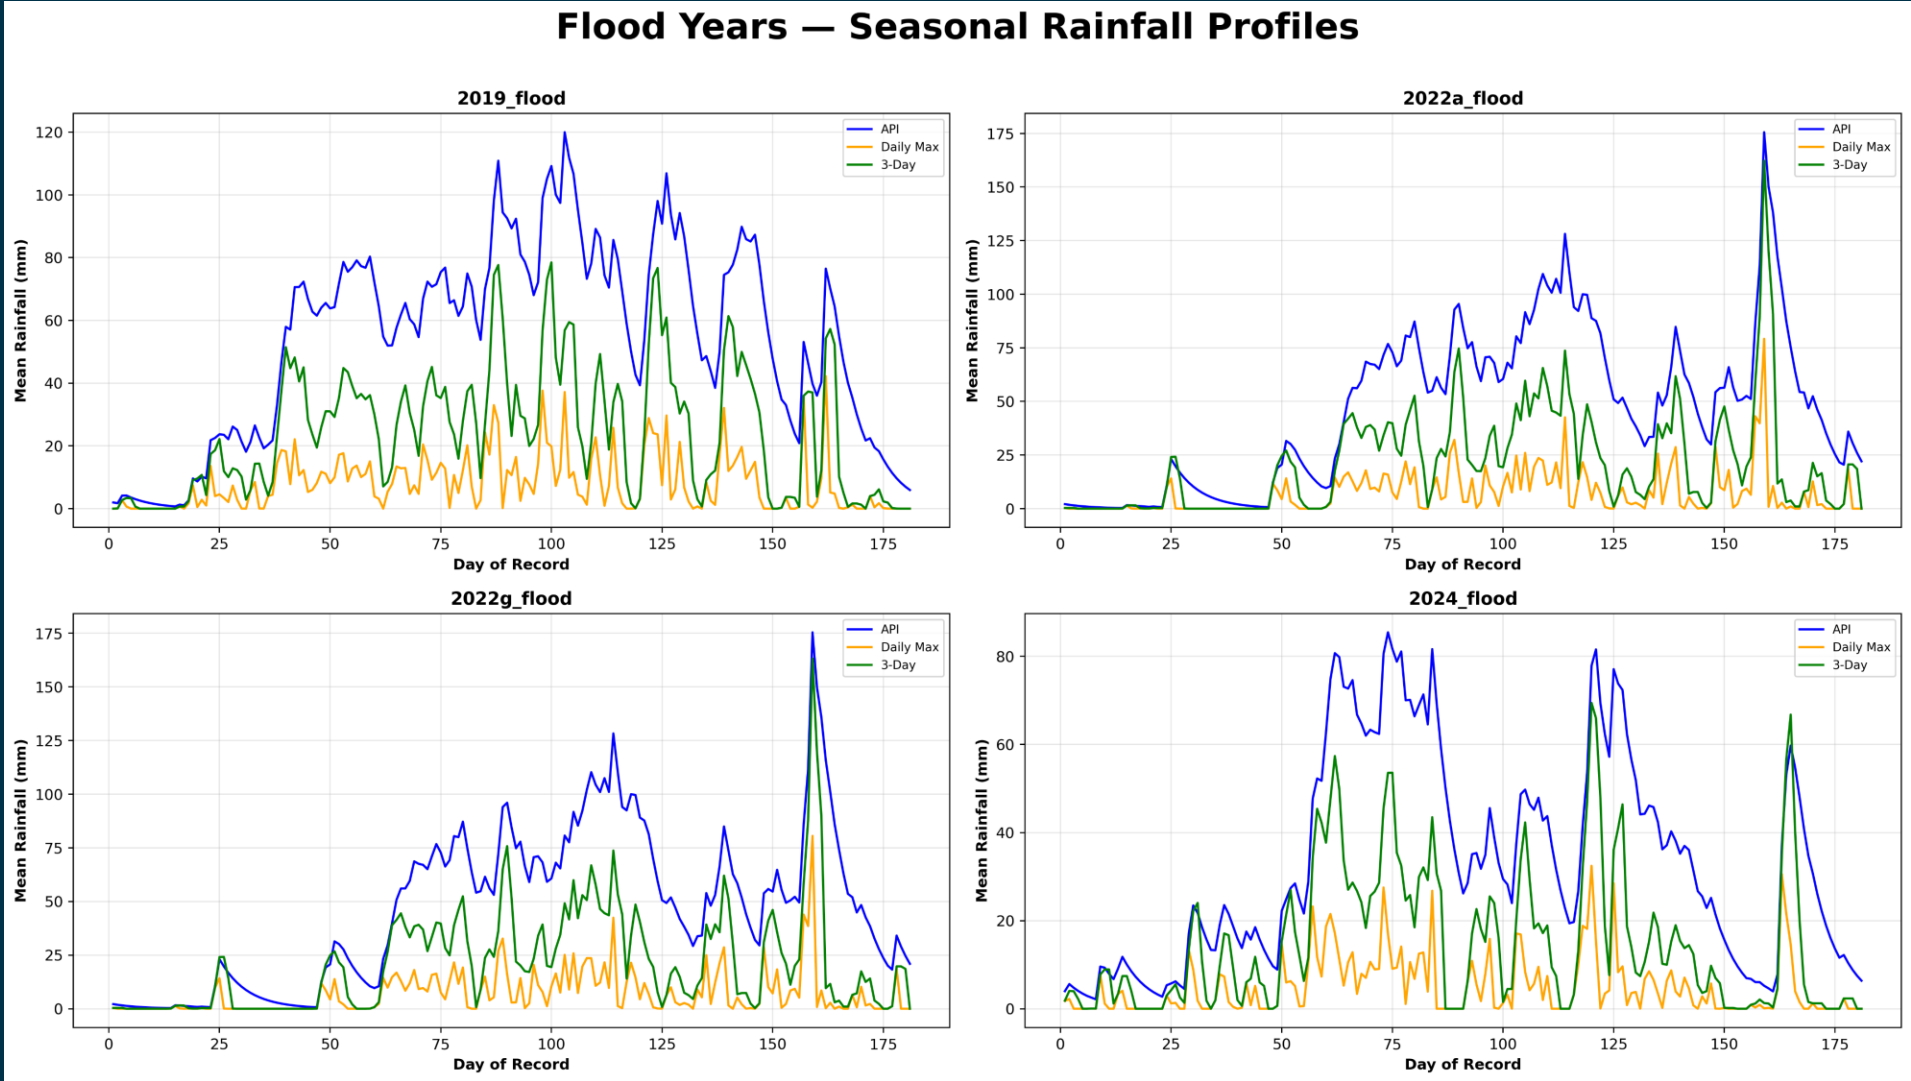 Flood Years — Seasonal Rainfall Profiles
2019_flood
API
Daily Max
3-Day
Mean Rainfall (mm)
120
100
80
60
40
20
0
0 25 50 75 100 125 150 175
Day of Record
2022a_flood
API
Daily Max
3-Day
Mean Rainfall (mm)
175
150
125
100
75
50
25
0
0 25 50 75 100 125 150 175
Day of Record
2022g_flood
API
Daily Max
3-Day
Mean Rainfall (mm)
175
150
125
100
75
50
25
0
0 25 50 75 100 125 150 175
Day of Record
2024_flood
API
Daily Max
3-Day
Mean Rainfall (mm)
80
60
40
20
0
0 25 50 75 100 125 150 175
Day of Record